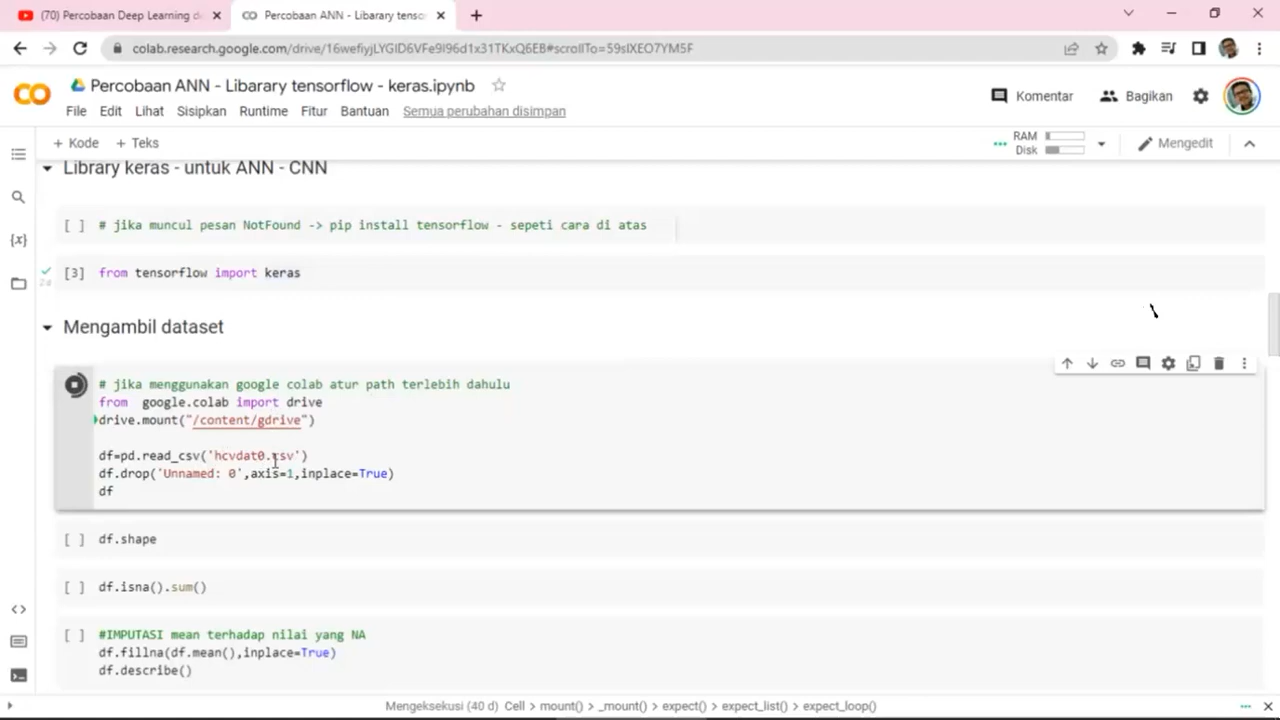 (70) Percobaan Deep Learning de
Percobaan ANN - Libarary tensor
colab.research.google.com/drive/16wefiyjLYGID6VFe9l96d1x31TKxQ6EB#scrollTo=59slXEO7YM5F
Percobaan ANN - Libarary tensorflow - keras.ipynb
File Edit Lihat Sisipkan Runtime Fitur Bantuan Semua perubahan disimpan
Komentar Bagikan
+ Kode + Teks
RAM
Disk
Mengedit
Library keras - untuk ANN - CNN
[ ] # jika muncul pesan NotFound -> pip install tensorflow - sepeti cara di atas
[3] from tensorflow import keras
2d
Mengambil dataset
# jika menggunakan google colab atur path terlebih dahulu
from google.colab import drive
drive.mount("/content/gdrive")
df=pd.read_csv('hcvdat0.csv')
df.drop('Unnamed: 0',axis=1,inplace=True)
df
[ ] df.shape
[ ] df.isna().sum()
[ ] #IMPUTASI mean terhadap nilai yang NA
df.fillna(df.mean(),inplace=True)
df.describe()
Mengeksekusi (40 d) Cell > mount() > _mount() > expect() > expect_list() > expect_loop()